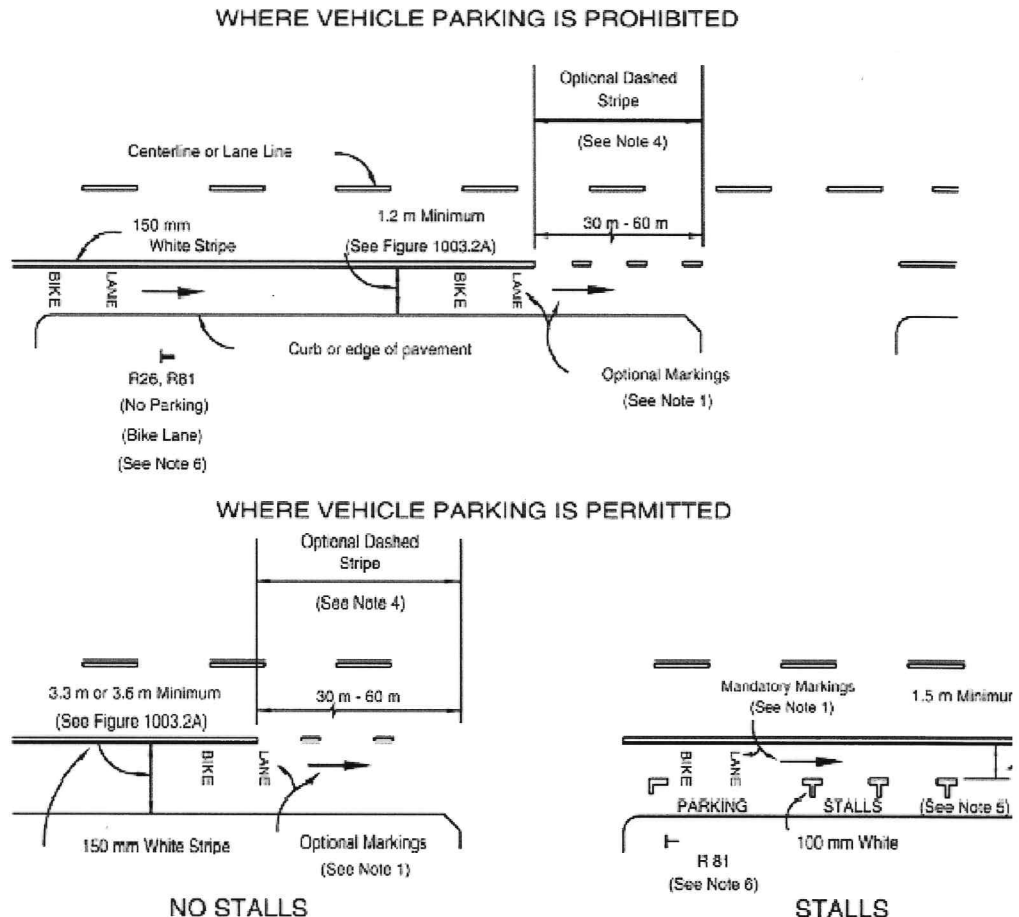 WHERE VEHICLE PARKING IS PROHIBITED
Optional Dashed
Stripe
(See Note 4)
Centerline or Lane Line
150 mm
White Stripe
1.2 m Minimum
(See Figure 1003.2A)
30 m - 60 m
BIKE
LANE
BIKE
LANE
Curb or edge of pavement
R26, R81
(No Parking)
(Bike Lane)
(See Note 6)
Optional Markings
(See Note 1)
WHERE VEHICLE PARKING IS PERMITTED
Optional Dashed
Stripe
(See Note 4)
3.3 m or 3.6 m Minimum
(See Figure 1003.2A)
30 m - 60 m
BIKE
LANE
150 mm White Stripe
Optional Markings
(See Note 1)
NO STALLS
Mandatory Markings
(See Note 1)
1.5 m Minimur
BIKE
LANE
PARKING
STALLS
(See Note 5)
100 mm White
R 81
(See Note 6)
STALLS